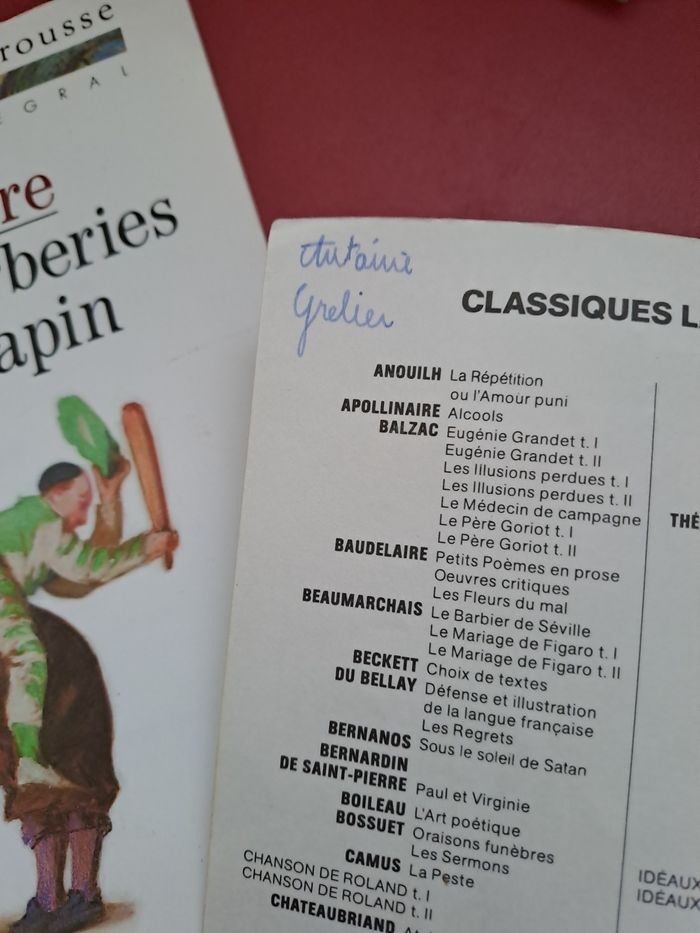 rousse
EGRAL
re
rberies
apin
Antoine
Grelier
CLASSIQUES L
ANOUILH La Répétition
ou l'Amour puni
APOLLINAIRE Alcools
BALZAC Eugénie Grandet t. I
Eugénie Grandet t. II
Les Illusions perdues t. I
Les Illusions perdues t. II
Le Médecin de campagne
Le Père Goriot t. I
Le Père Goriot t. II
BAUDELAIRE Petits Poèmes en prose
Oeuvres critiques
Les Fleurs du mal
BEAUMARCHAIS Le Barbier de Séville
Le Mariage de Figaro t. I
Le Mariage de Figaro t. II
BECKETT Choix de textes
DU BELLAY Défense et illustration
de la langue française
Les Regrets
BERNANOS Sous le soleil de Satan
BERNARDIN
DE SAINT-PIERRE Paul et Virginie
BOILEAU L'Art poétique
BOSSUET Oraisons funèbres
Les Sermons
CAMUS La Peste
CHANSON DE ROLAND t. I
CHANSON DE ROLAND t. II
CHATEAUBRIAND
THÉ
IDÉAUX
IDÉAUX